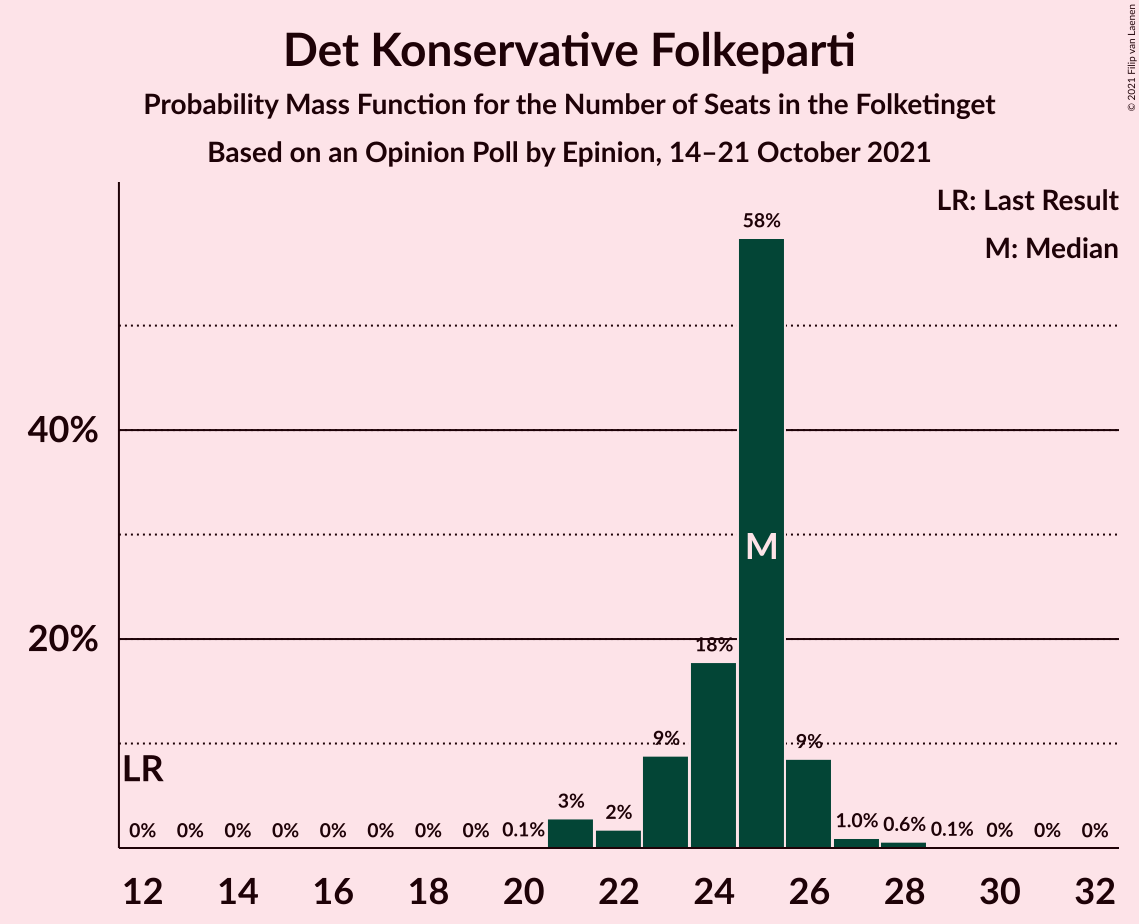 Det Konservative Folkeparti
Probability Mass Function for the Number of Seats in the Folketinget
Based on an Opinion Poll by Epinion, 14–21 October 2021
© 2021 Filip van Laenen
LR: Last Result
M: Median
58%
40%
M
20%
18%
9%
9%
LR
3%
2%
1.0%
0.6%
0% 0% 0% 0% 0% 0% 0% 0% 0.1%
0.1% 0% 0% 0%
12 14 16 18 20 22 24 26 28 30 32